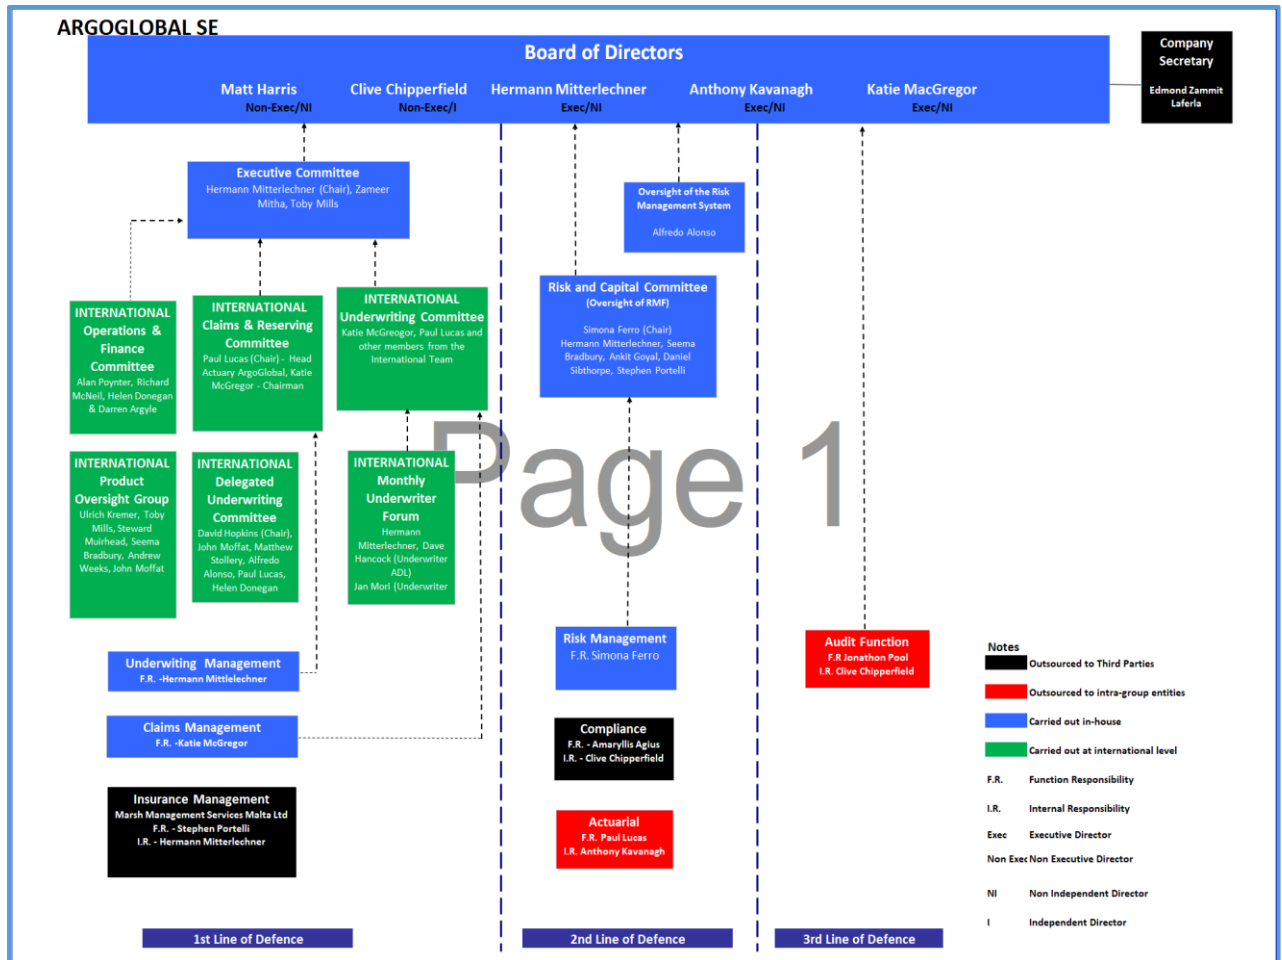 ARGOGLOBAL SE
Board of Directors
Matt Harris
Non-Exec/NI
Clive Chipperfield
Non-Exec/I
Hermann Mitterlechner
Exec/NI
Anthony Kavanagh
Exec/NI
Katie MacGregor
Exec/NI
Company
Secretary
Edmond Zammit
Laferla
Executive Committee
Hermann Mitterlechner (Chair), Zameer
Mitha, Toby Mills
Oversight of the Risk
Management System
Alfredo Alonso
INTERNATIONAL
Operations &
Finance
Committee
Alan Poynter, Richard
McNeil, Helen Donegan
& Darren Argyle
INTERNATIONAL
Claims & Reserving
Committee
Paul Lucas (Chair) - Head
Actuary ArgoGlobal, Katie
McGregor - Chairman
INTERNATIONAL
Underwriting Committee
Katie McGreogor, Paul Lucas and
other members from the
International Team
Risk and Capital Committee
(Oversight of RMF)
Simona Ferro (Chair)
Hermann Mitterlechner, Seema
Bradbury, Ankit Goyal, Daniel
Sibthorpe, Stephen Portelli
Page 1
INTERNATIONAL
Product
Oversight Group
Ulrich Kremer, Toby
Mills, Steward
Muirhead, Seema
Bradbury, Andrew
Weeks, John Moffat
INTERNATIONAL
Delegated
Underwriting
Committee
David Hopkins (Chair),
John Moffat, Matthew
Stollery, Alfredo
Alonso, Paul Lucas,
Helen Donegan
INTERNATIONAL
Monthly
Underwriter
Forum
Hermann
Mitterlechner, Dave
Hancock (Underwriter
ADL)
Jan Mori (Underwriter
Underwiting Management
F.R. -Hermann Mittlelechner
Claims Management
F.R. -Katie McGregor
Insurance Management
Marsh Management Services Malta Ltd
F.R. - Stephen Portelli
I.R. - Hermann Mitterlechner
Risk Management
F.R. Simona Ferro
Compliance
F.R. - Amaryllis Agius
I.R. - Clive Chipperfield
Actuarial
F.R. Paul Lucas
I.R. Anthony Kavanagh
Audit Function
F.R Jonathon Pool
I.R. Clive Chipperfield
Notes
Outsourced to Third Parties
Outsourced to intra-group entities
Carried out in-house
Carried out at international level
F.R. Function Responsibility
I.R. Internal Responsibility
Exec Executive Director
Non Exec Non Executive Director
NI Non Independent Director
I Independent Director
1st Line of Defence
2nd Line of Defence
3rd Line of Defence